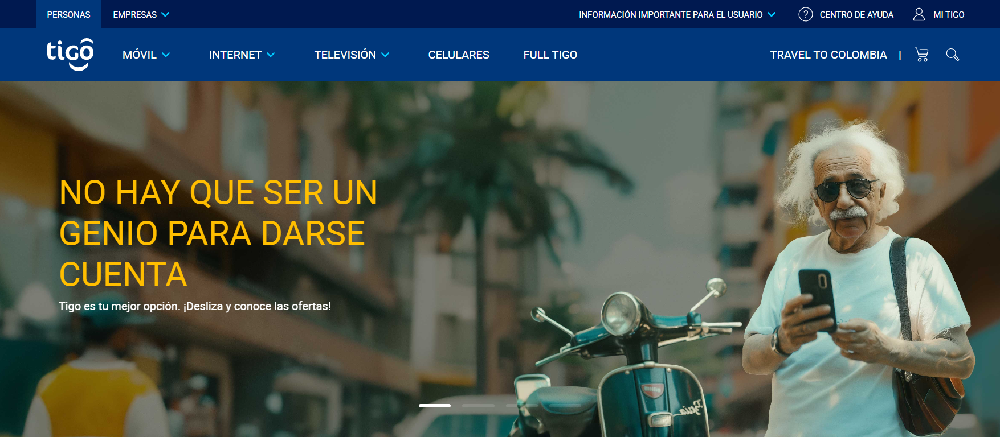 PERSONAS
EMPRESAS
INFORMACIÓN IMPORTANTE PARA EL USUARIO
CENTRO DE AYUDA
MI TIGO
tigo
MÓVIL
INTERNET
TELEVISIÓN
CELULARES
FULL TIGO
TRAVEL TO COLOMBIA |
NO HAY QUE SER UN
GENIO PARA DARSE
CUENTA
Tigo es tu mejor opción. ¡Desliza y conoce las ofertas!